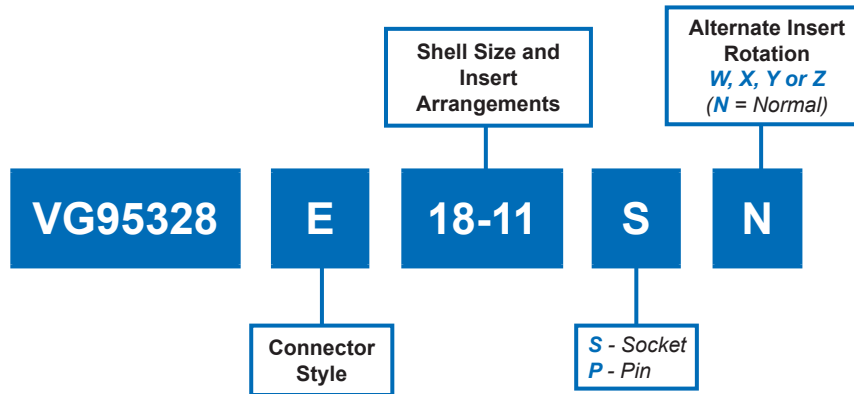 Shell Size and
Insert
Arrangements
Alternate Insert
Rotation
W, X, Y or Z
(N = Normal)
VG95328
E
18-11
S
N
Connector
Style
S - Socket
P - Pin